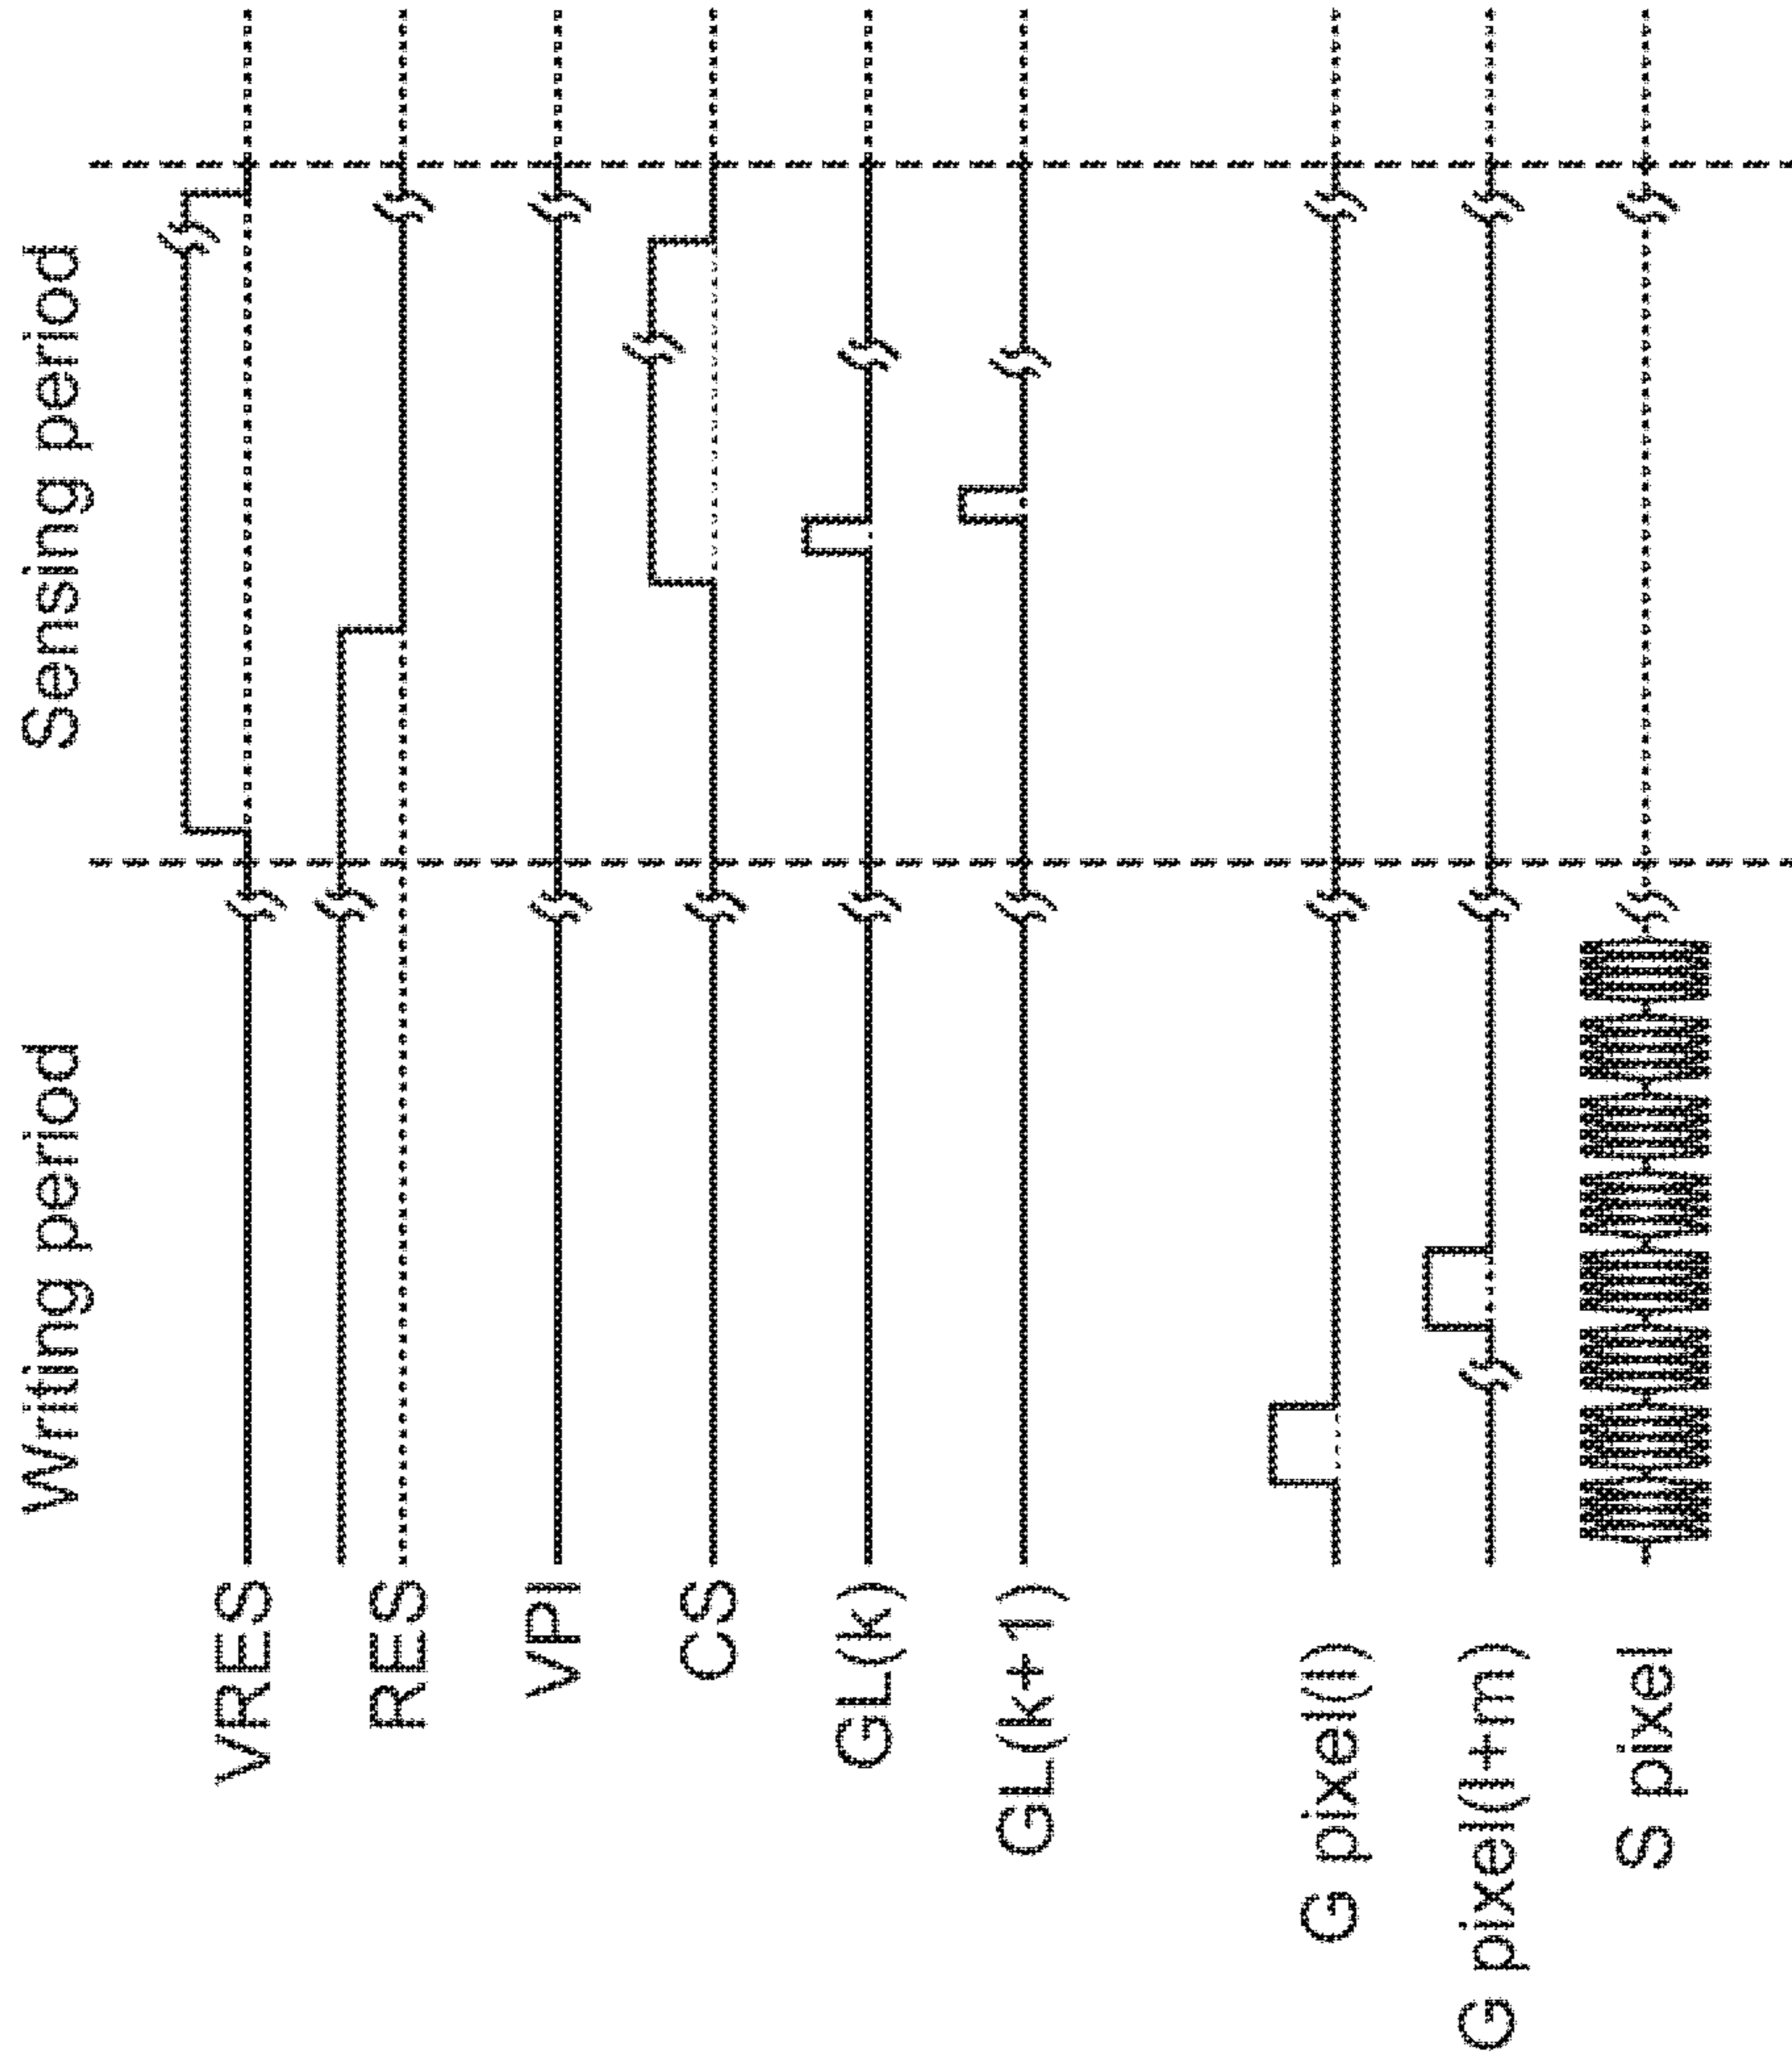 Writing period
Sensing period
VRES
RES
VPI
CS
GL(k)
GL(k+1)
G pixel(l)
G pixel(l+m)
S pixel